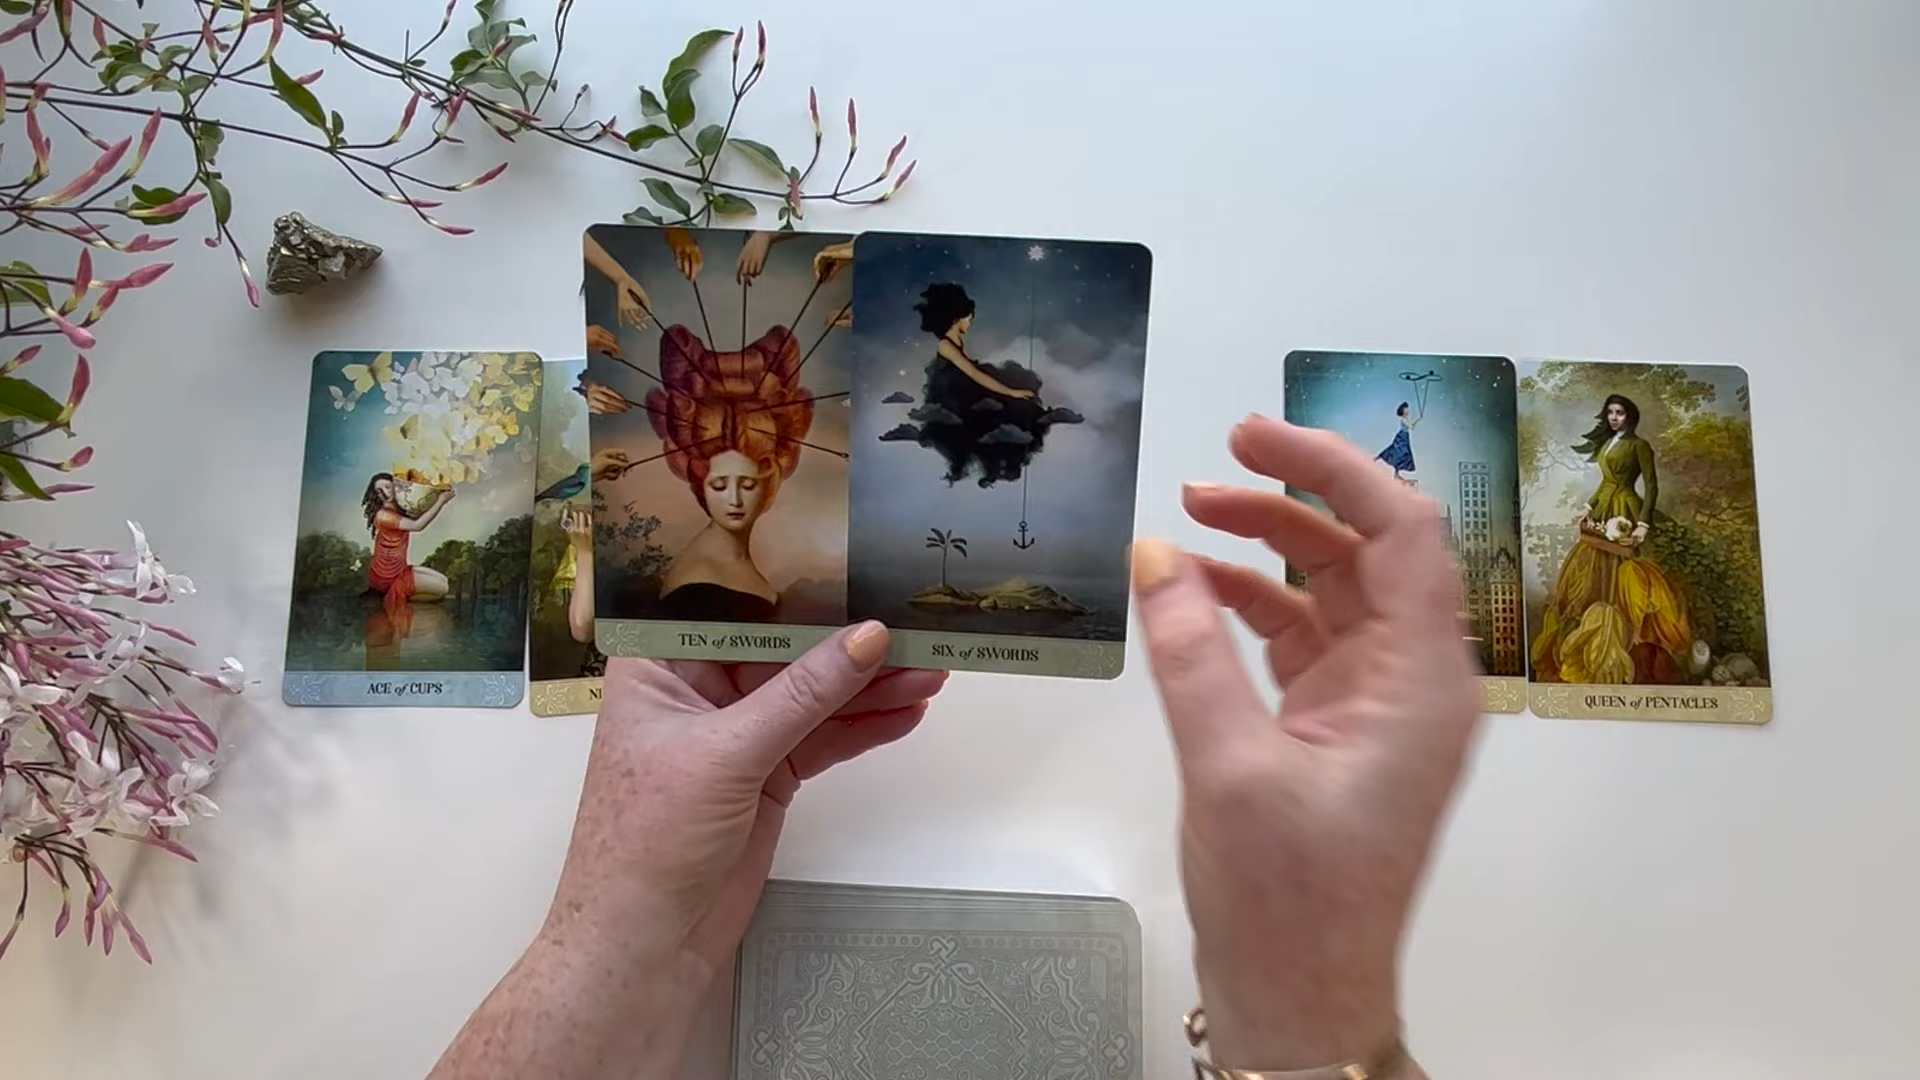 TEN of SWORDS
SIX of SWORDS
ACE of CUPS
QUEEN of PENTACLES